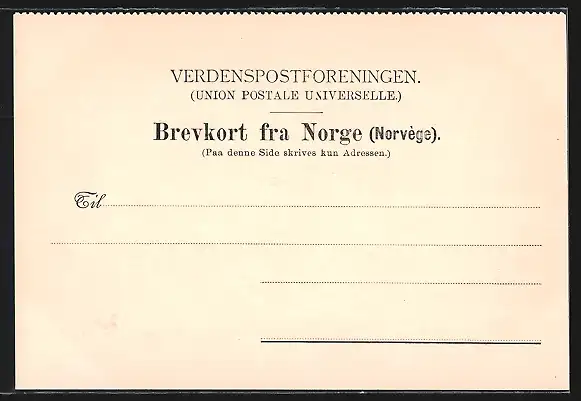 VERDENSPOSTFORENINGEN.
(UNION POSTALE UNIVERSELLE.)
Brevkort fra Norge (Norvège).
(Paa denne Side skrives kun Adressen.)
Til